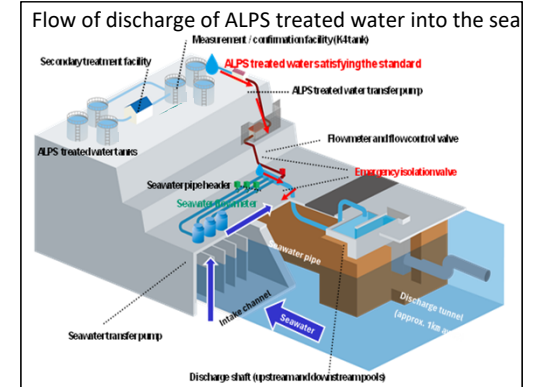 Flow of discharge of ALPS treated water into the sea
Measurement / confirmation facility (K4 tank)
Secondary treatment facility
ALPS treated water satisfying the standard
ALPS treated water transfer pump
Flowmeter and flow control valve
ALPS treated water tanks
Emergency isolation valve
Seawater pipe header
Seawater flowmeter
Seawater pipe
Intake channel
Seawater
Discharge tunnel
(approx. 1km
Seawater transfer pump
Discharge shaft (upstream and downstream pools)